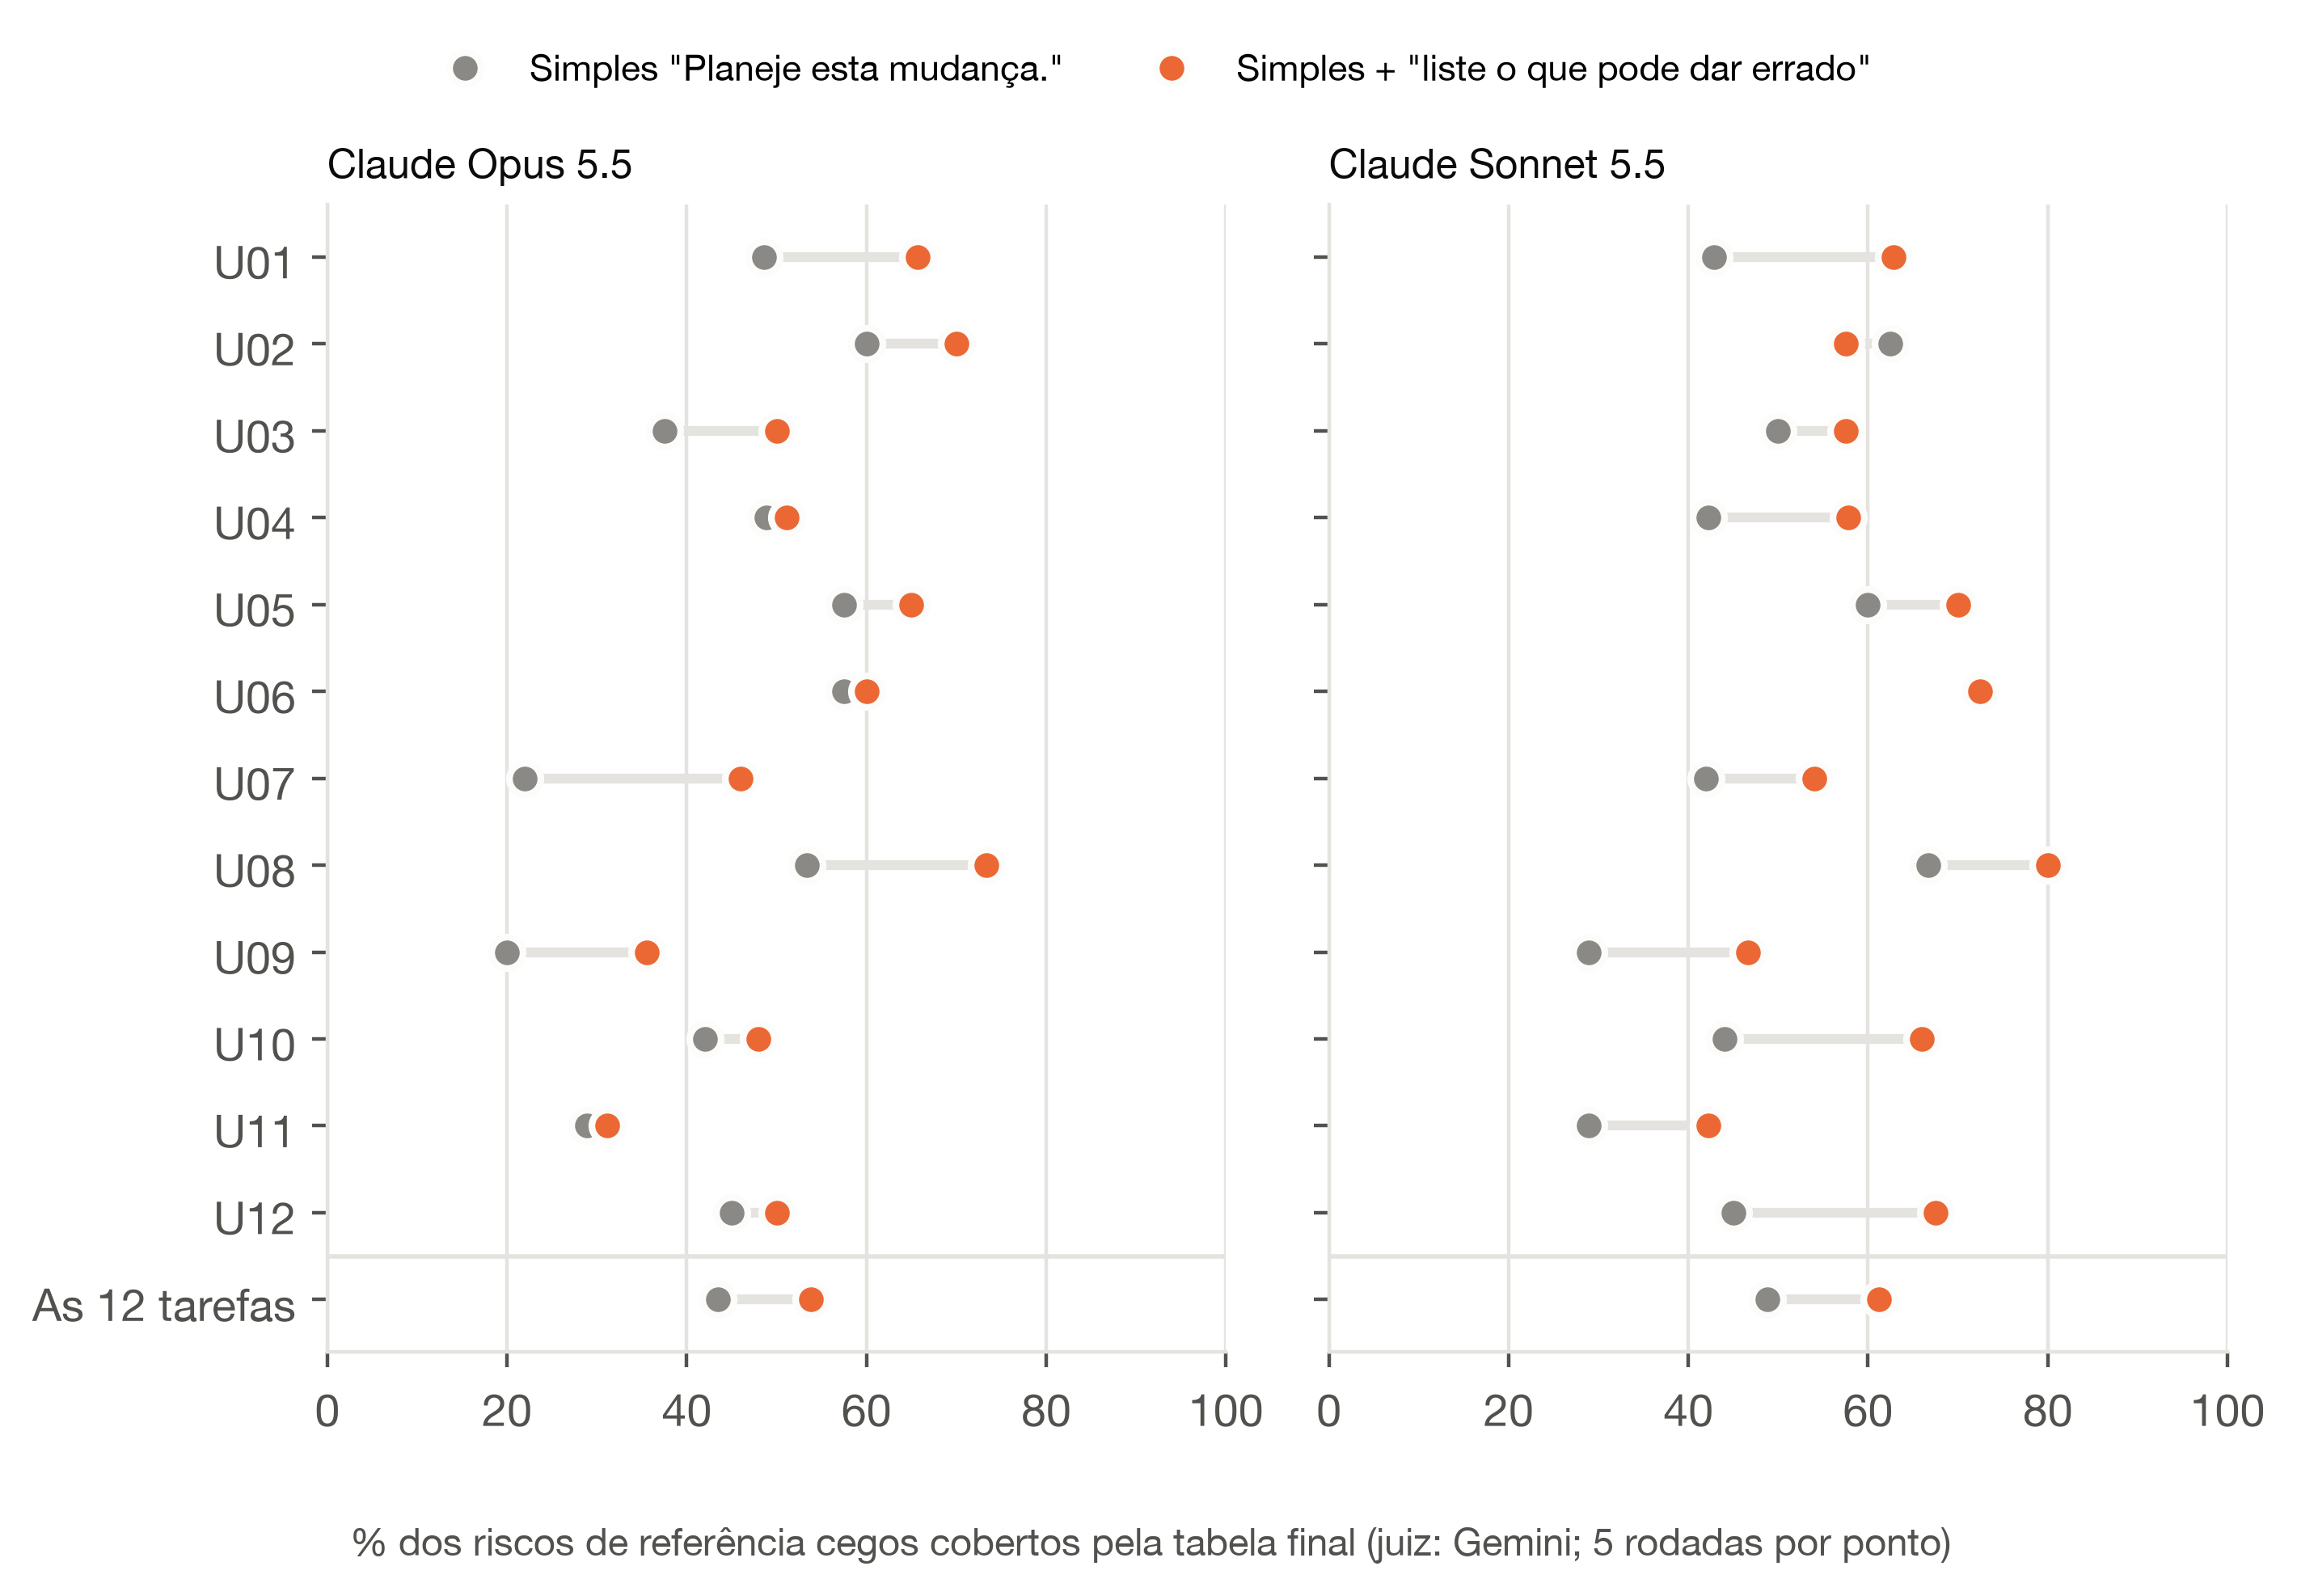 Simples "Planeje esta mudança."
Simples + "liste o que pode dar errado"
Claude Opus 5.5
Claude Sonnet 5.5
U01
U02
U03
U04
U05
U06
U07
U08
U09
U10
U11
U12
As 12 tarefas
0 20 40 60 80 100
0 20 40 60 80 100
% dos riscos de referência cegos cobertos pela tabela final (juiz: Gemini; 5 rodadas por ponto)